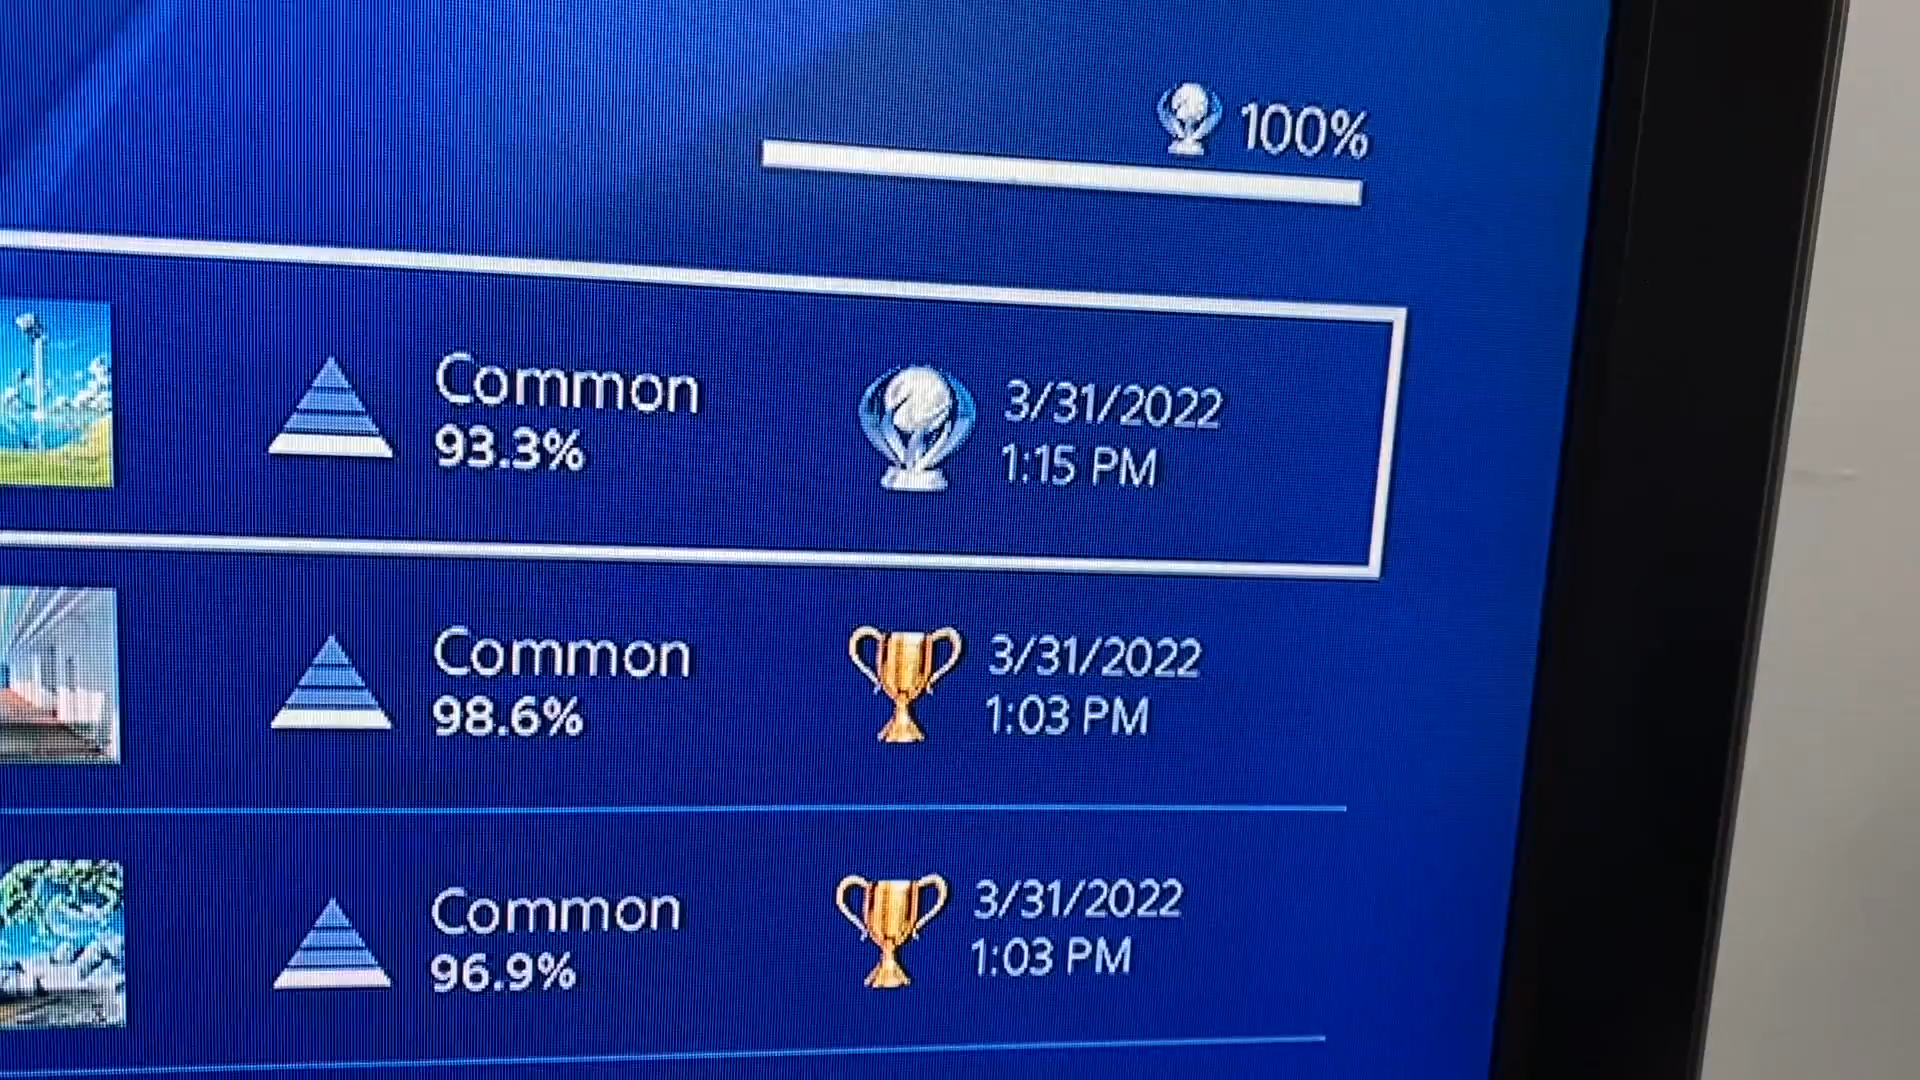 100%
Common
93.3%
3/31/2022
1:15 PM
Common
98.6%
3/31/2022
1:03 PM
Common
96.9%
3/31/2022
1:03 PM